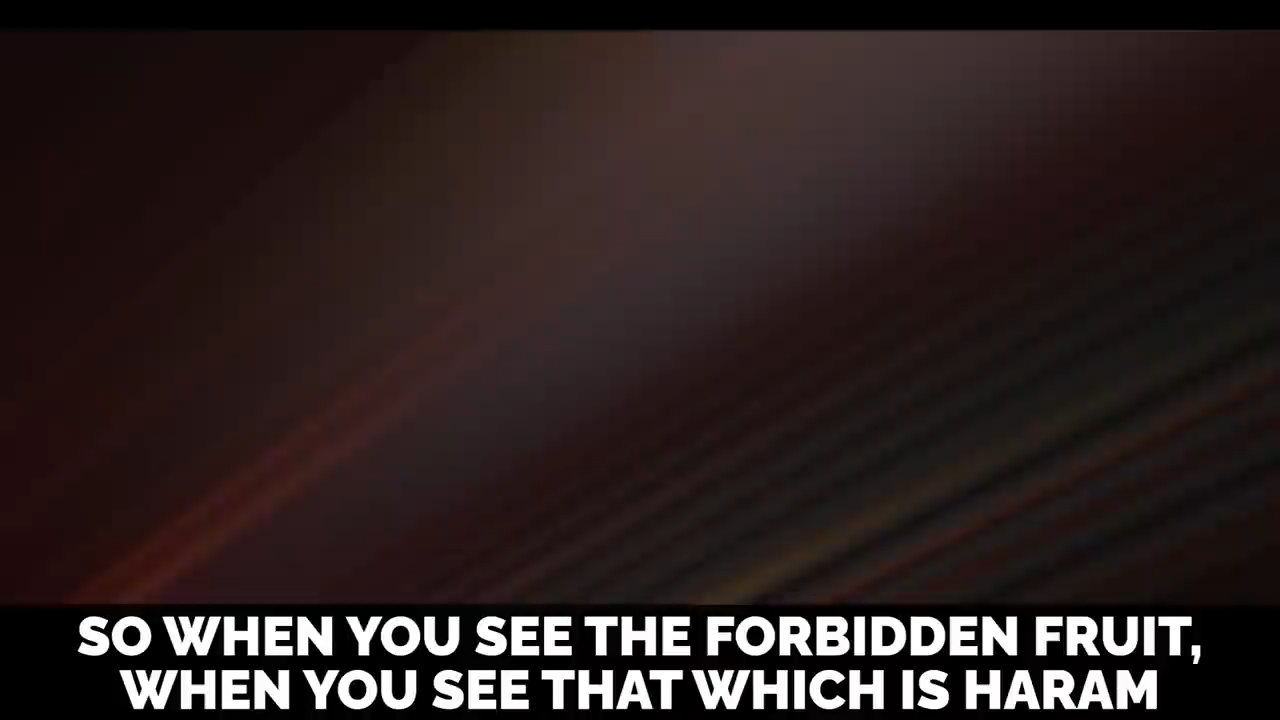 SO WHEN YOU SEE THE FORBIDDEN FRUIT,
WHEN YOU SEE THAT WHICH IS HARAM